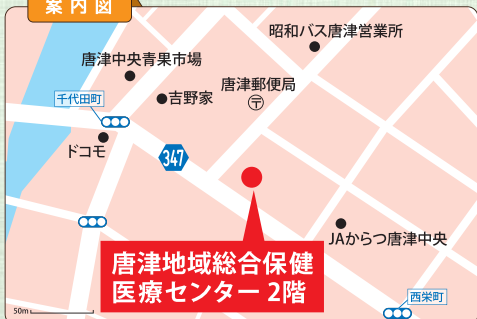 案内図
昭和バス唐津営業所
唐津中央青果市場
唐津郵便局
〒
吉野家
千代田町
ドコモ
347
JAからつ唐津中央
唐津地域総合保健
医療センター 2階
西栄町
50m